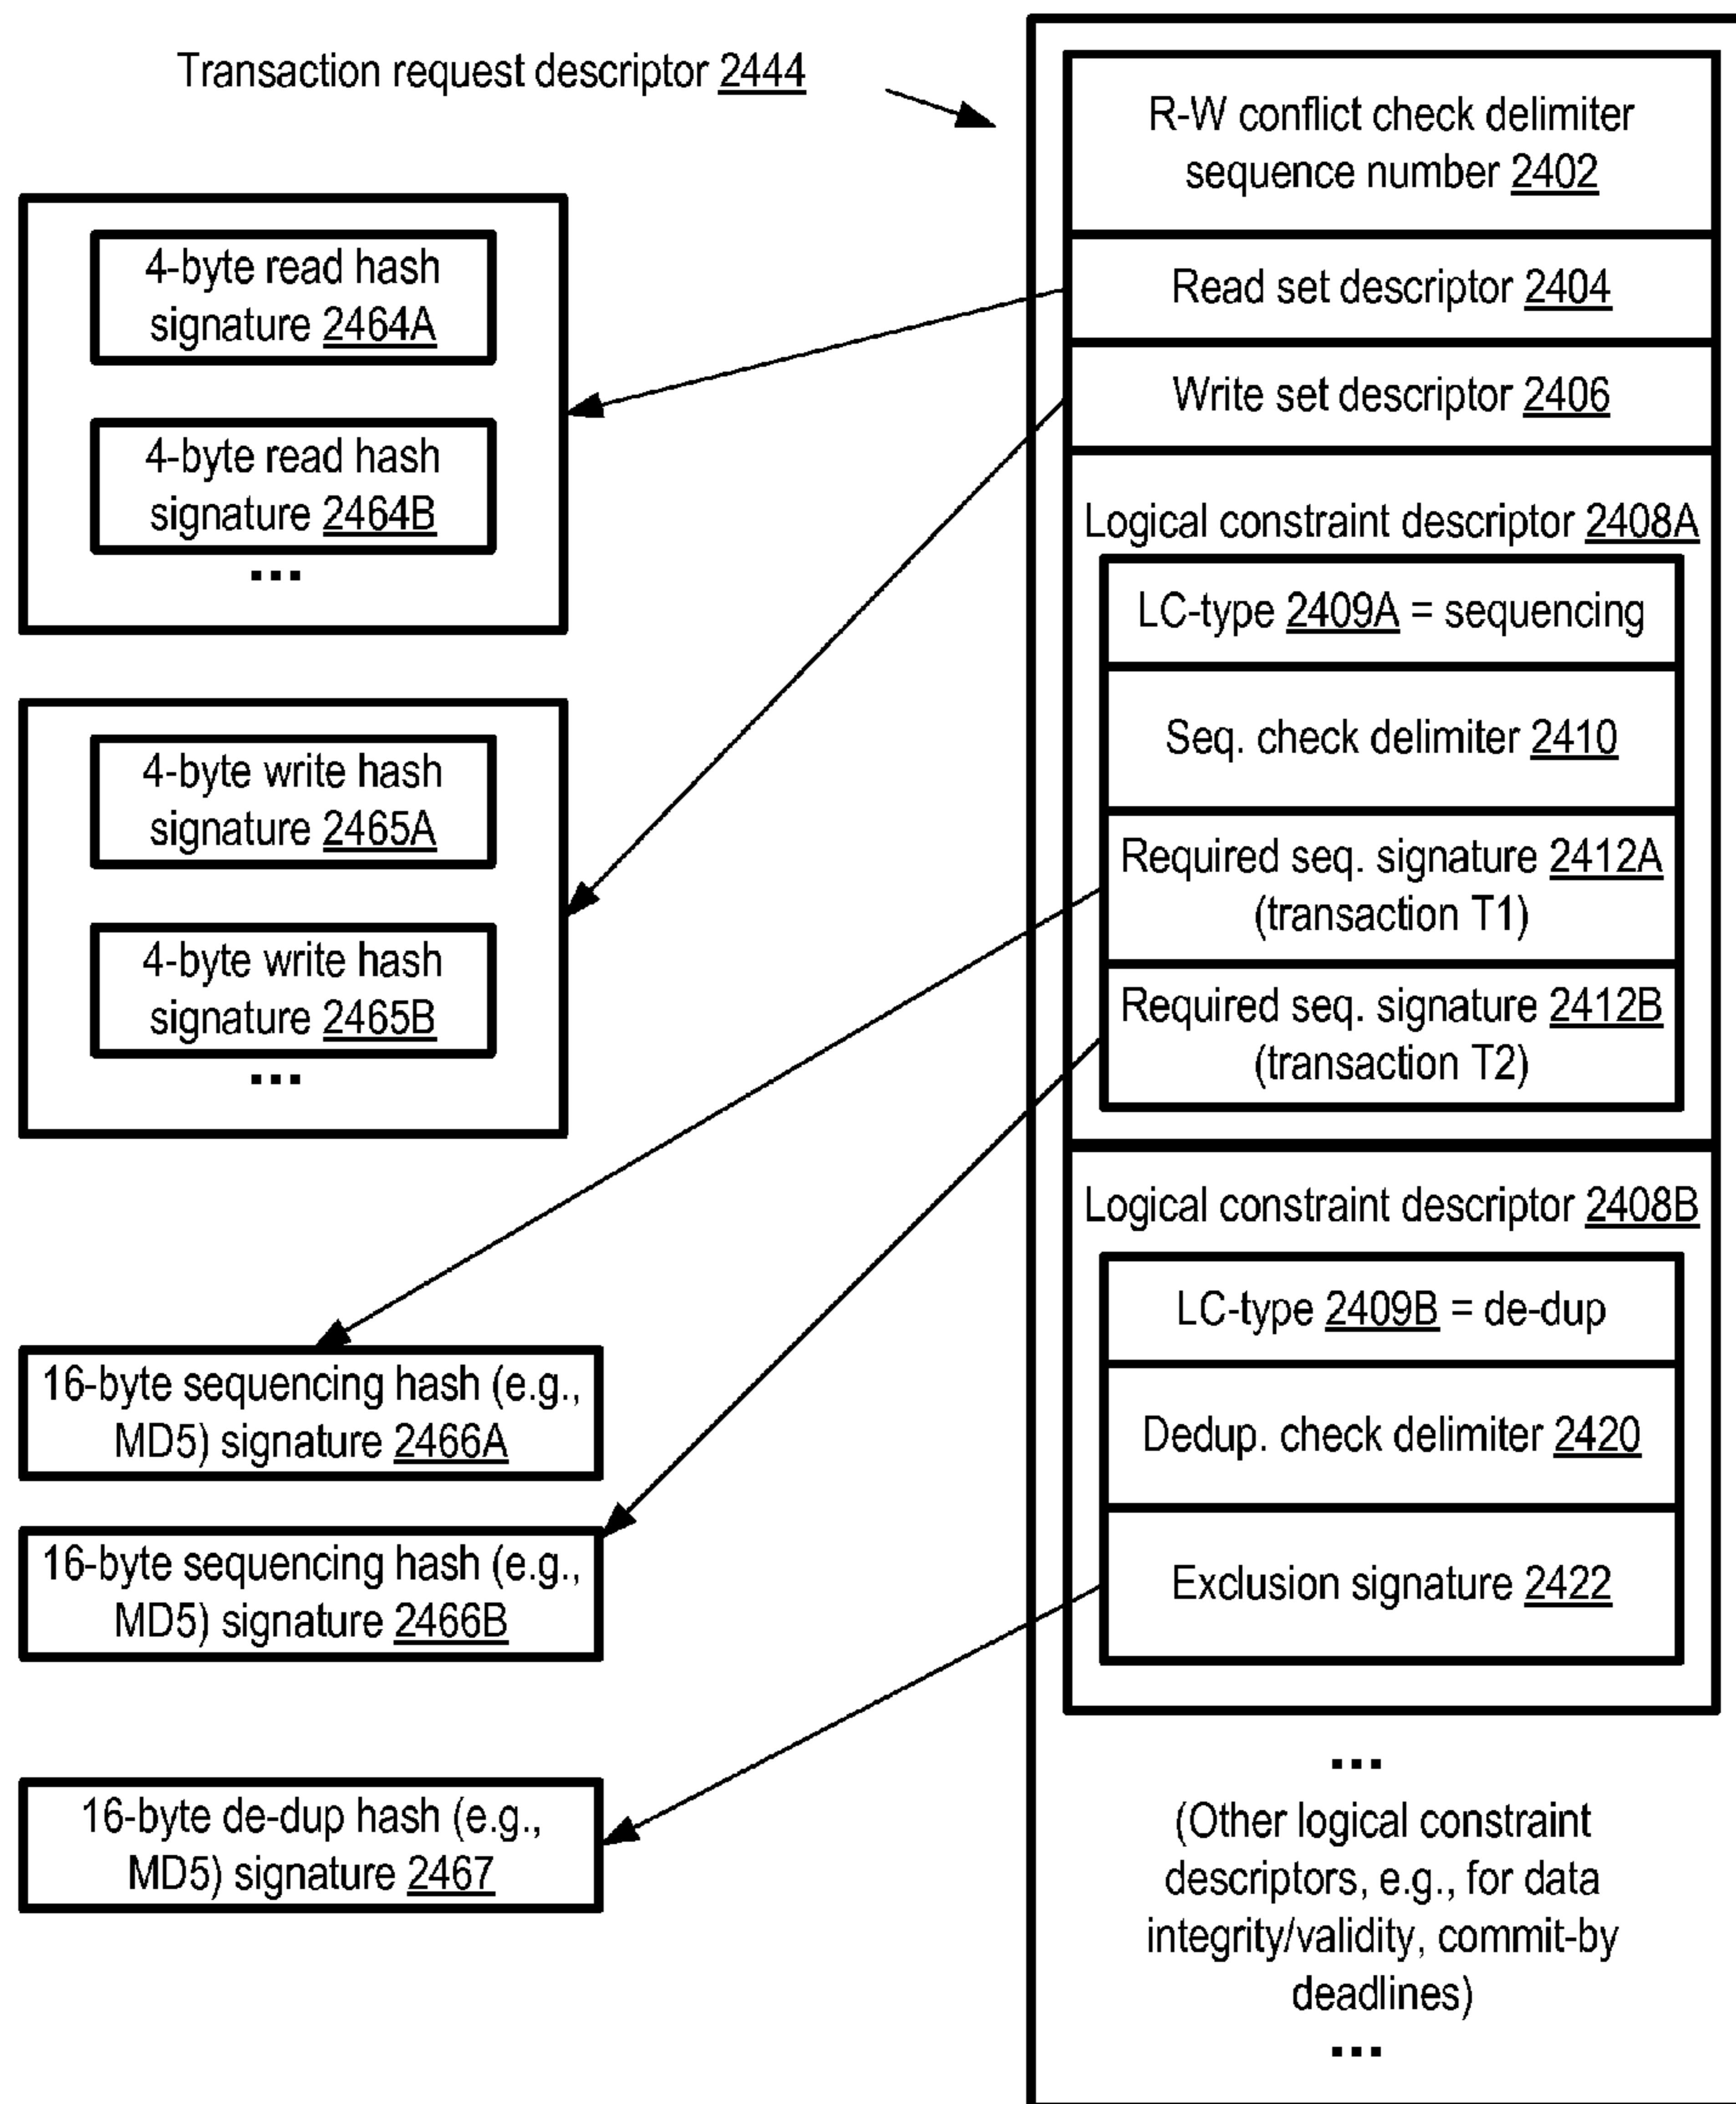 Transaction request descriptor 2444
R-W conflict check delimiter
sequence number 2402
Read set descriptor 2404
Write set descriptor 2406
Logical constraint descriptor 2408A
LC-type 2409A = sequencing
Seq. check delimiter 2410
Required seq. signature 2412A
(transaction T1)
Required seq. signature 2412B
(transaction T2)
Logical constraint descriptor 2408B
LC-type 2409B = de-dup
Dedup. check delimiter 2420
Exclusion signature 2422
...
(Other logical constraint
descriptors, e.g., for data
integrity/validity, commit-by
deadlines)
...
4-byte read hash
signature 2464A
4-byte read hash
signature 2464B
...
4-byte write hash
signature 2465A
4-byte write hash
signature 2465B
...
16-byte sequencing hash (e.g.,
MD5) signature 2466A
16-byte sequencing hash (e.g.,
MD5) signature 2466B
16-byte de-dup hash (e.g.,
MD5) signature 2467